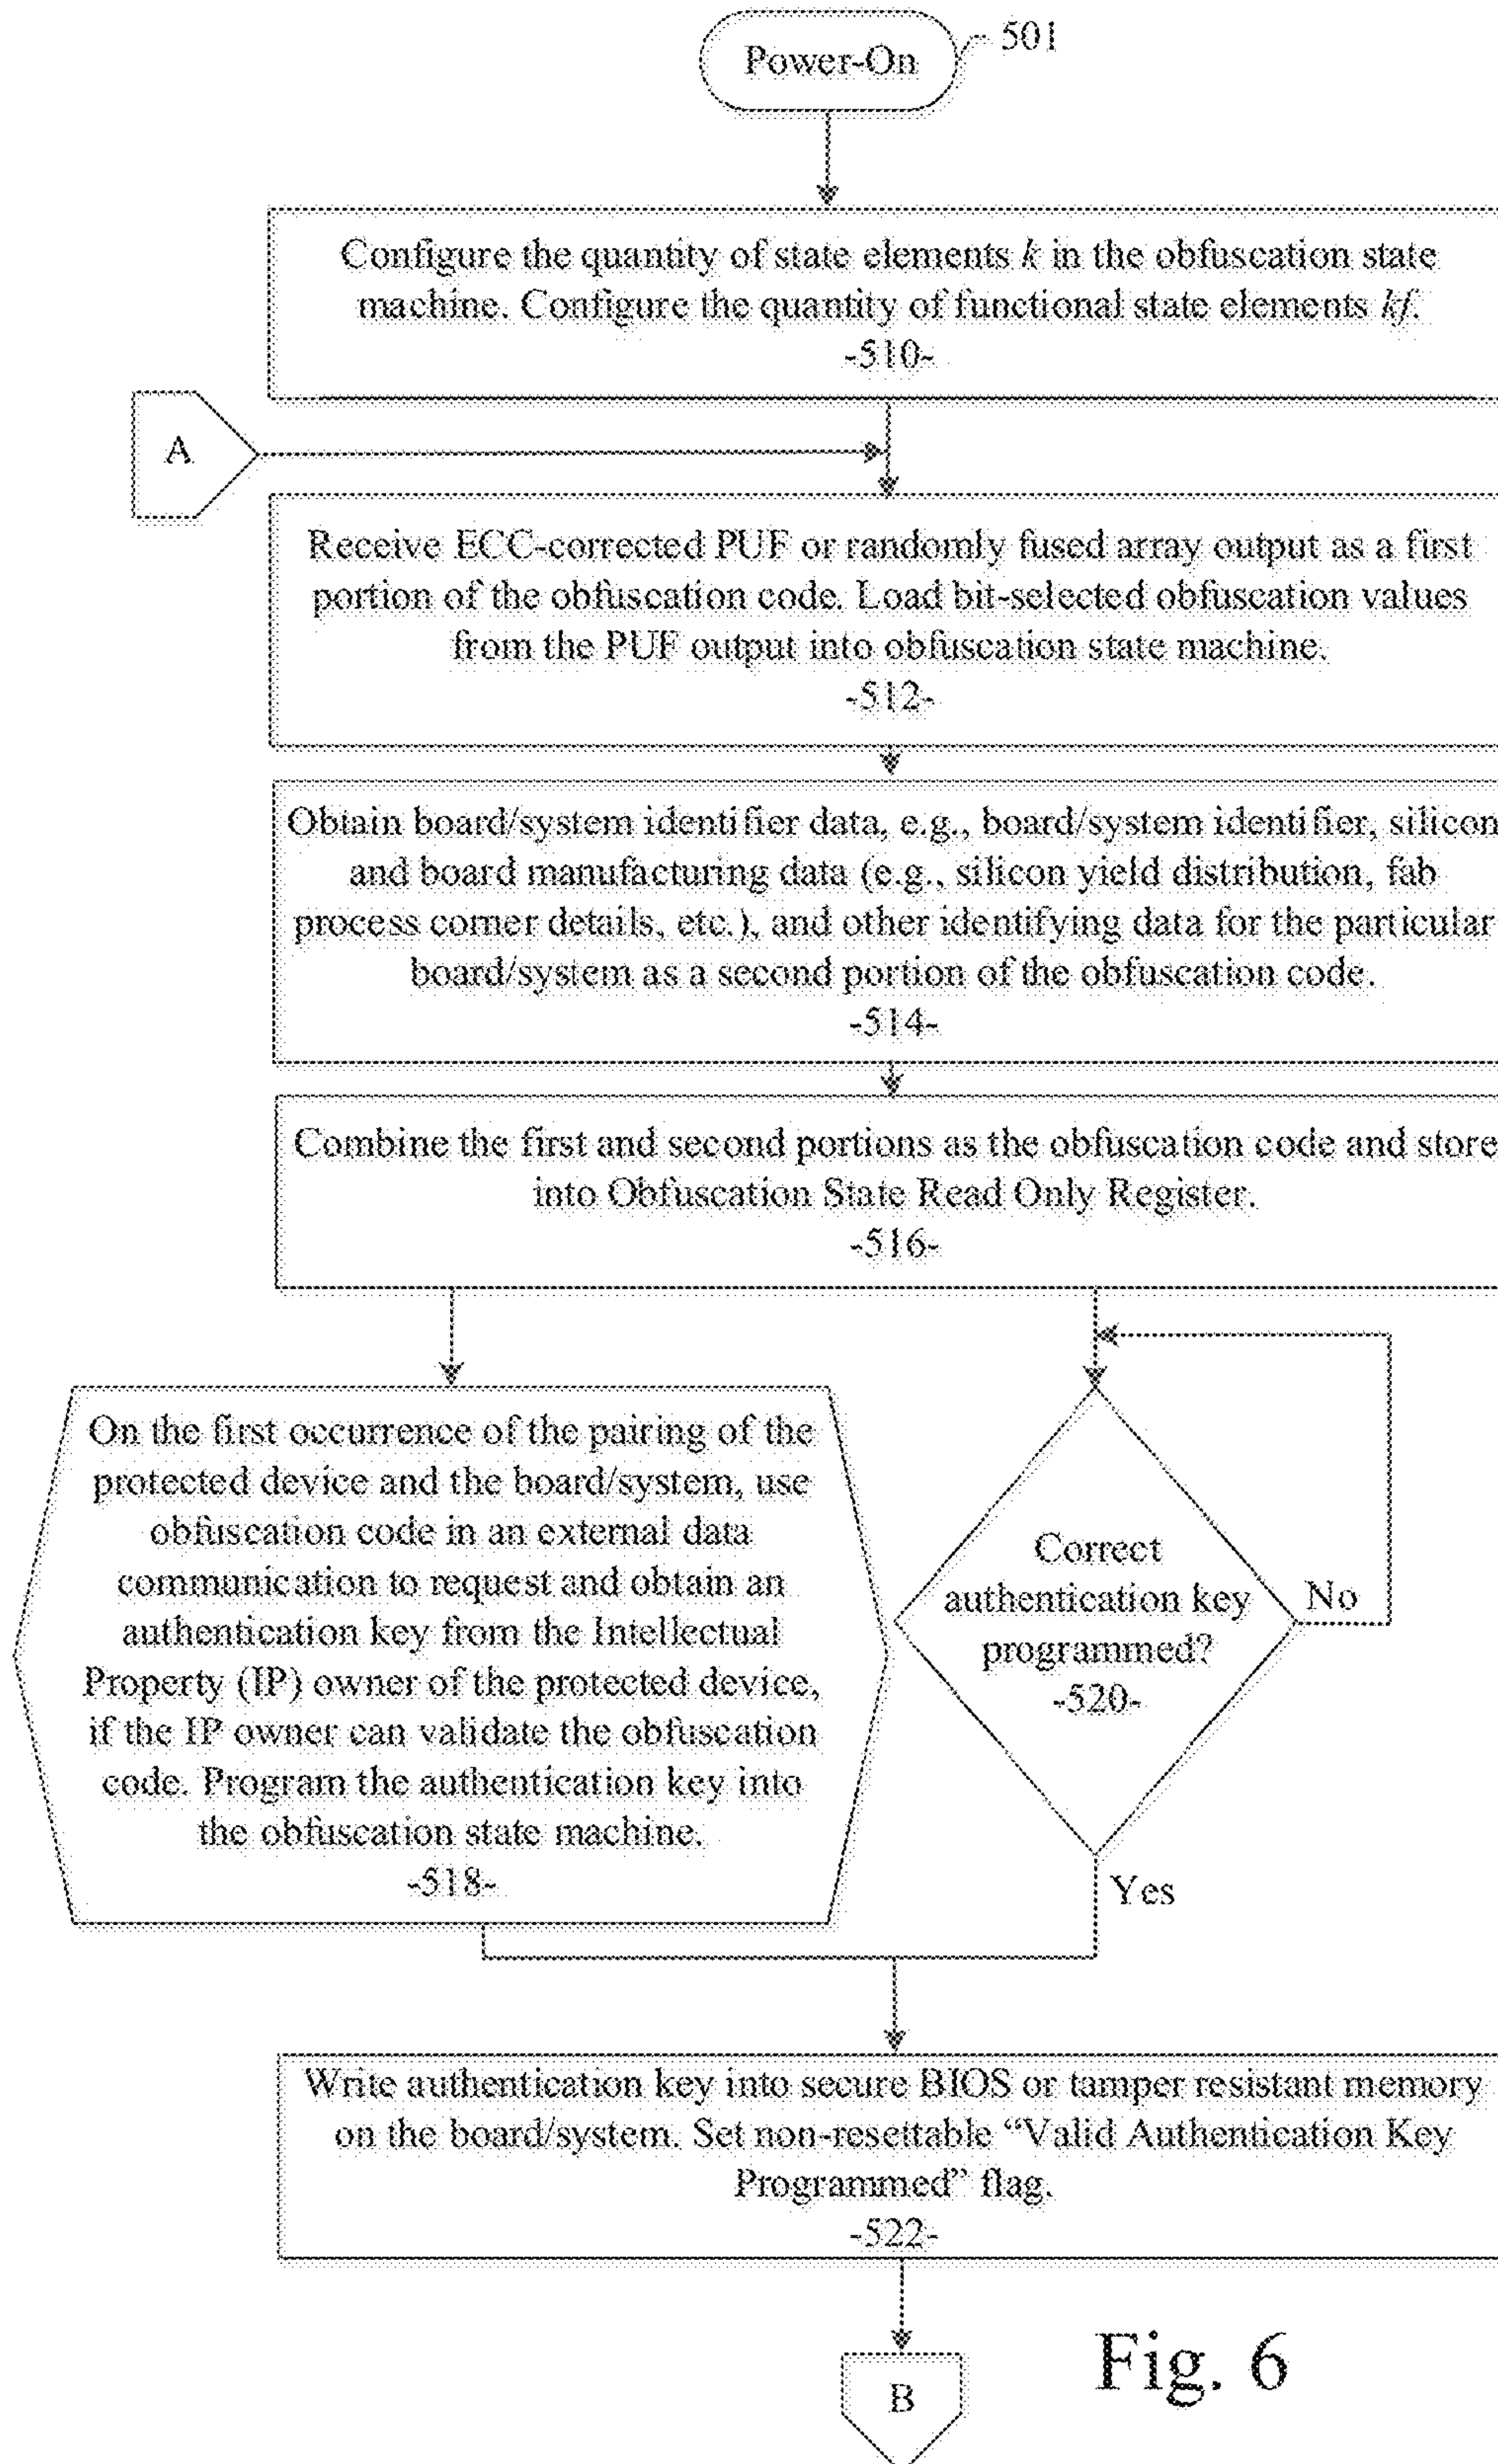 Power-On
501
Configure the quantity of state elements k in the obfuscation state
machine. Configure the quantity of functional state elements kf.
-510-
A
Receive ECC-corrected PUF or randomly fused array output as a first
portion of the obfuscation code. Load bit-selected obfuscation values
from the PUF output into obfuscation state machine.
-512-
Obtain board/system identifier data, e.g., board/system identifier, silicon
and board manufacturing data (e.g., silicon yield distribution, fab
process corner details, etc.), and other identifying data for the particular
board/system as a second portion of the obfuscation code.
-514-
Combine the first and second portions as the obfuscation code and store
into Obfuscation State Read Only Register.
-516-
On the first occurrence of the pairing of the
protected device and the board/system, use
obfuscation code in an external data
communication to request and obtain an
authentication key from the Intellectual
Property (IP) owner of the protected device,
if the IP owner can validate the obfuscation
code. Program the authentication key into
the obfuscation state machine.
-518-
Correct
authentication key
programmed?
-520-
No
Yes
Write authentication key into secure BIOS or tamper resistant memory
on the board/system. Set non-resettable “Valid Authentication Key
Programmed” flag.
-522-
B
Fig. 6